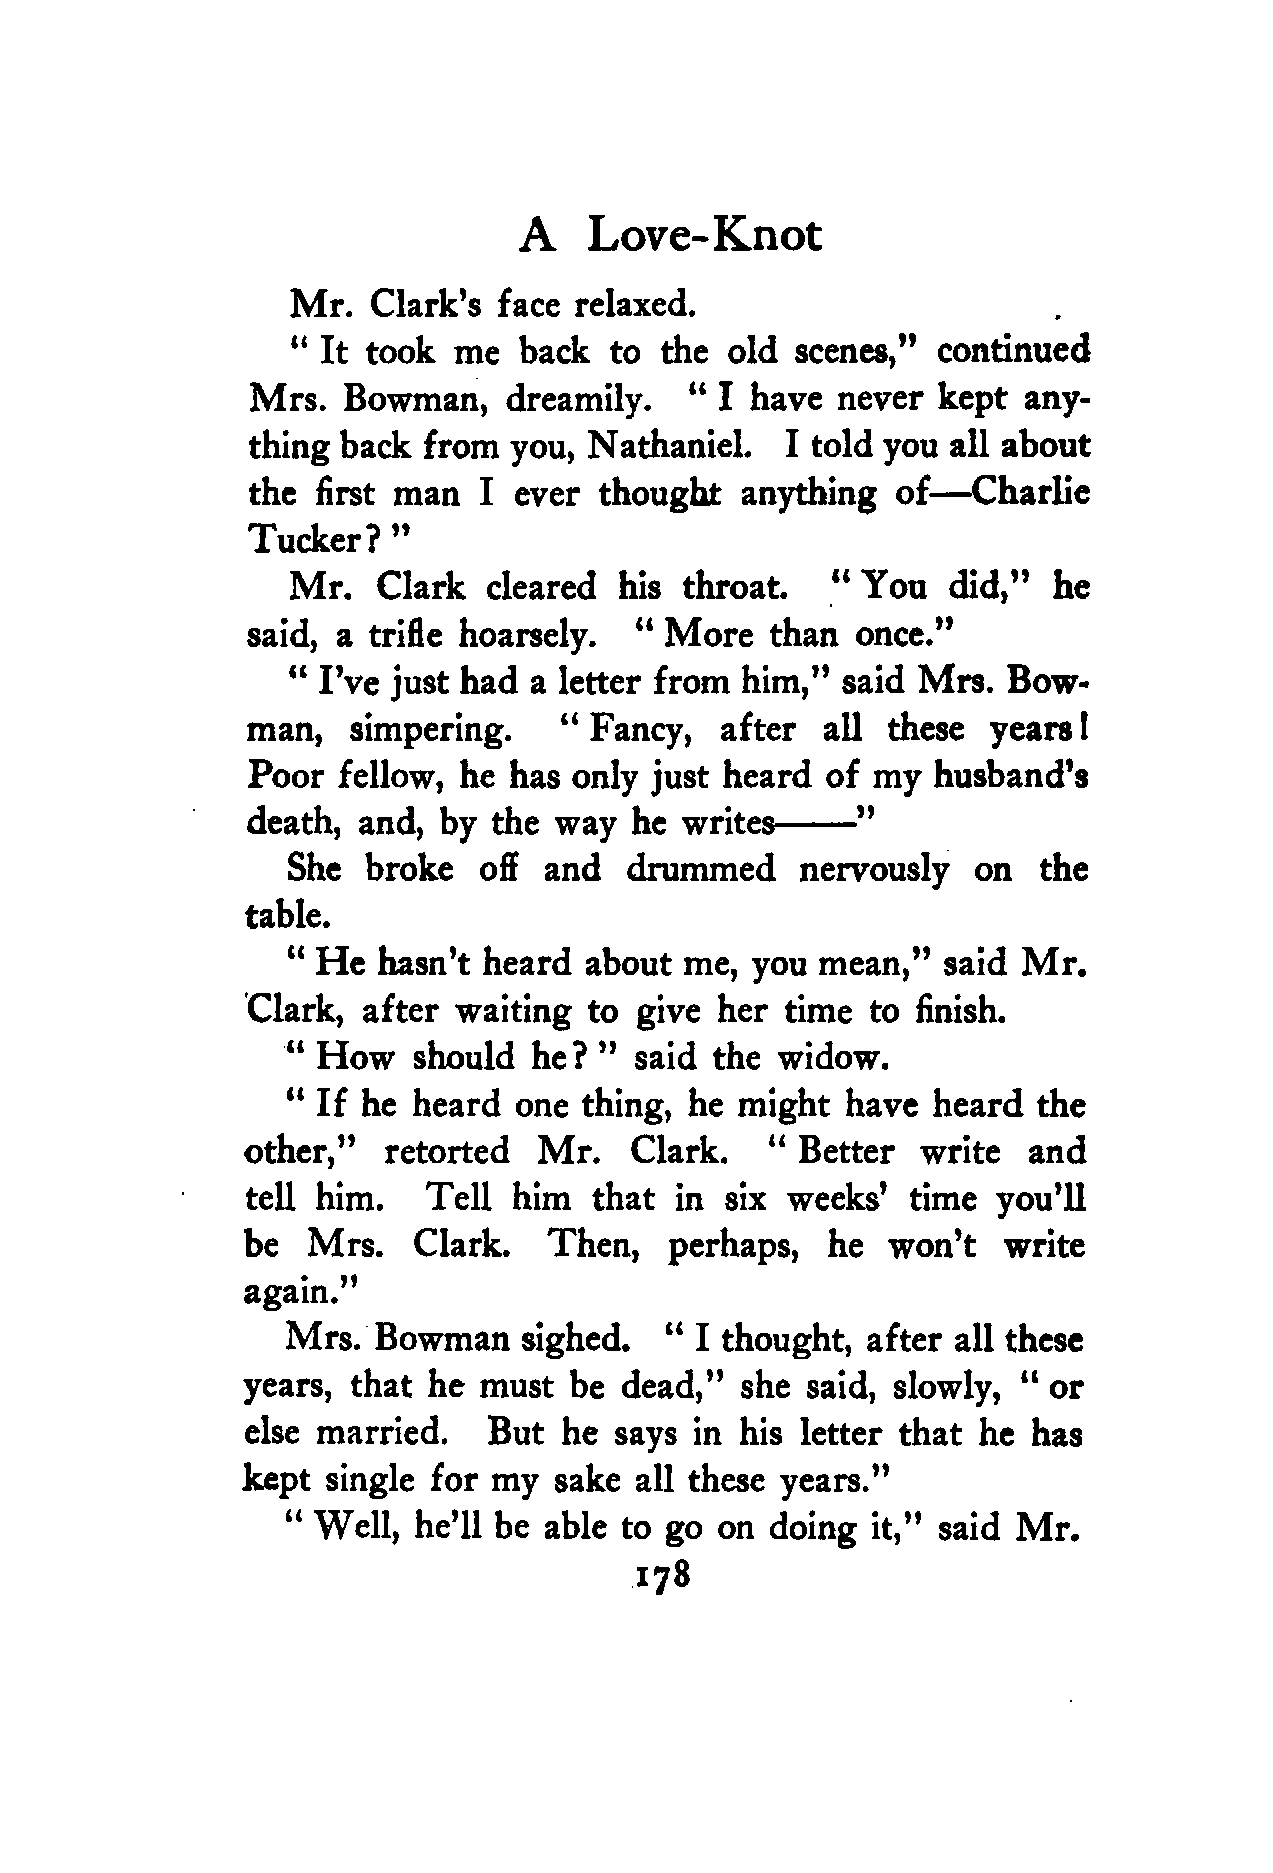 A Love-Knot
Mr. Clark's face relaxed.
" It took me back to the old scenes," continued
Mrs. Bowman, dreamily. " I have never kept any-
thing back from you, Nathaniel. I told you all about
the first man I ever thought anything of—Charlie
Tucker? "
Mr. Clark cleared his throat. " You did," he
said, a trifle hoarsely. " More than once."
" I've just had a letter from him," said Mrs. Bow-
man, simpering. " Fancy, after all these years!
Poor fellow, he has only just heard of my husband's
death, and, by the way he writes——"
She broke off and drummed nervously on the
table.
" He hasn't heard about me, you mean," said Mr.
Clark, after waiting to give her time to finish.
" How should he? " said the widow.
" If he heard one thing, he might have heard the
other," retorted Mr. Clark. " Better write and
tell him. Tell him that in six weeks' time you'll
be Mrs. Clark. Then, perhaps, he won't write
again."
Mrs. Bowman sighed. " I thought, after all these
years, that he must be dead," she said, slowly, " or
else married. But he says in his letter that he has
kept single for my sake all these years."
" Well, he'll be able to go on doing it," said Mr.
178